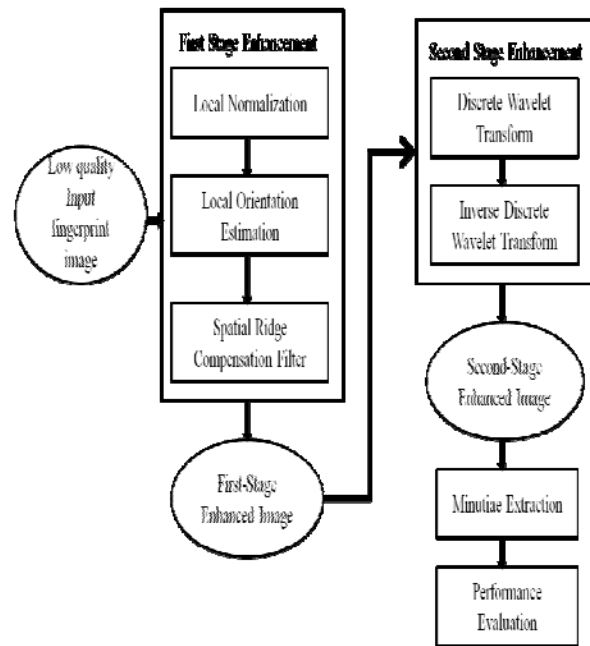 Low quality
Input
fingerprint
image
First Stage Enhancement
Local Normalization
Local Orientation
Estimation
Spatial Ridge
Compensation Filter
First-Stage
Enhanced Image
Second Stage Enhancement
Discrete Wavelet
Transform
Inverse Discrete
Wavelet Transform
Second-Stage
Enhanced Image
Minutiae Extraction
Performance
Evaluation